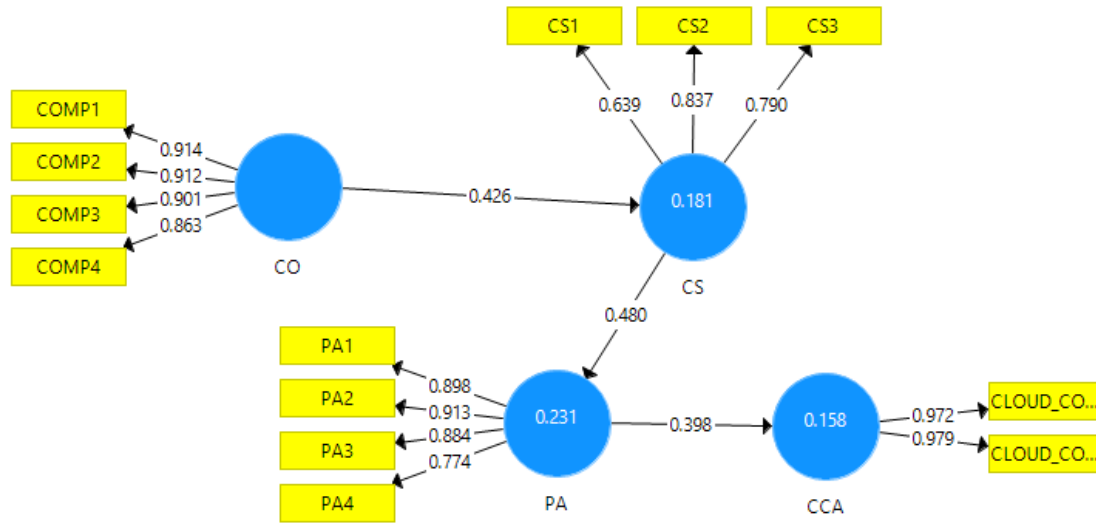 CS1 CS2 CS3
COMP1
0.914
COMP2
0.912
COMP3
0.901
COMP4
0.863
CO
0.426
0.639 0.837 0.790
0.181
CS
0.480
PA1
0.898
PA2
0.913
PA3
0.884
PA4
0.774
0.231
PA
0.398
0.158
CCA
0.972
CLOUD_CO...
0.979
CLOUD_CO...